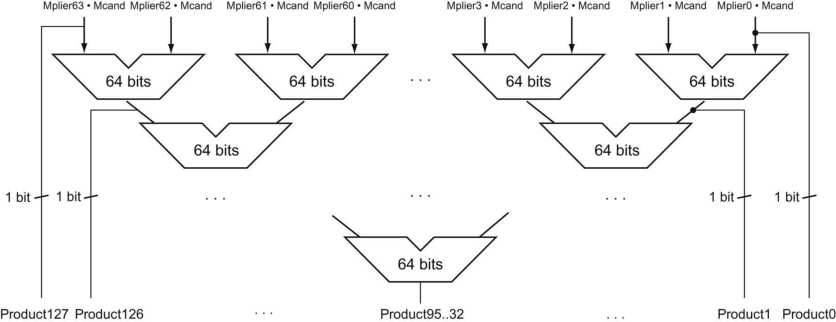 Mplier63 • Mcand Mplier62 • Mcand Mplier61 • Mcand Mplier60 • Mcand Mplier3 • Mcand Mplier2 • Mcand Mplier1 • Mcand Mplier0 • Mcand
64 bits 64 bits . . . 64 bits 64 bits
64 bits 64 bits
1 bit 1 bit . . . . . . . . . 1 bit 1 bit
64 bits
Product127 Product126 . . . Product95..32 . . . Product1 Product0